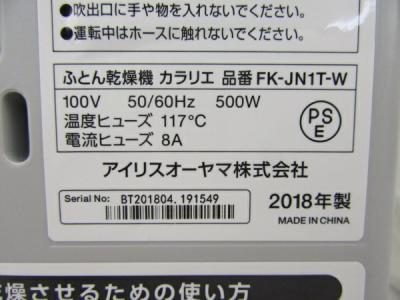 ●吹出口に手や物を入れないでください。
●運転中はホースに触れないでください。
ふとん乾燥機 カラリエ 品番 FK-JN1T-W
100V 50/60Hz 500W
温度ヒューズ 117℃
電流ヒューズ 8A
PS
E
アイリスオーヤマ株式会社
Serial No. BT201804.191549
2018年製
MADE IN CHINA
燥させるための使い方